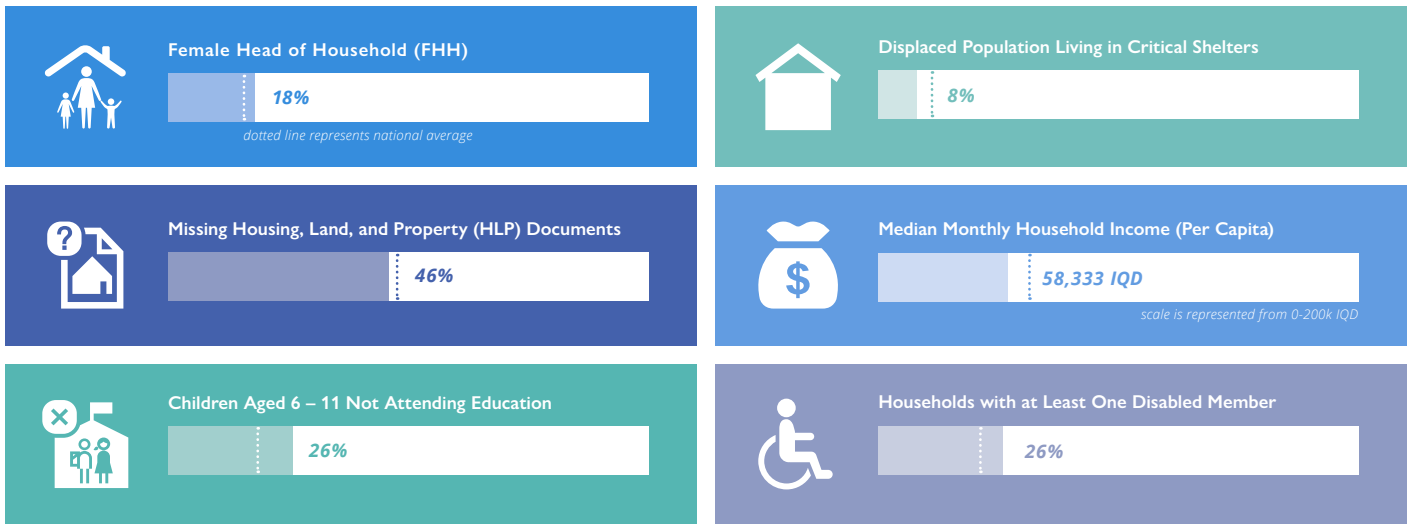 Female Head of Household (FHH)
18%
dotted line represents national average
Displaced Population Living in Critical Shelters
8%
Missing Housing, Land, and Property (HLP) Documents
?
46%
Median Monthly Household Income (Per Capita)
$
58,333 IQD
scale is represented from 0-200k IQD
Children Aged 6 – 11 Not Attending Education
26%
Households with at Least One Disabled Member
26%